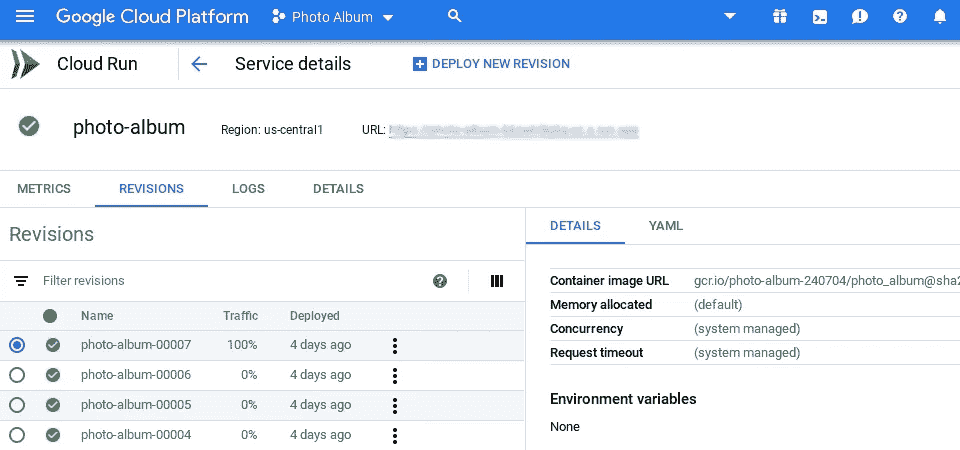 Google Cloud Platform Photo Album
Cloud Run Service details DEPLOY NEW REVISION
photo-album Region: us-central1 URL:
METRICS REVISIONS LOGS DETAILS
Revisions
Filter revisions
Name Traffic Deployed
photo-album-00007 100% 4 days ago
photo-album-00006 0% 4 days ago
photo-album-00005 0% 4 days ago
photo-album-00004 0% 4 days ago
DETAILS YAML
Container image URL gcr.io/photo-album-240704/photo_album@sha2
Memory allocated (default)
Concurrency (system managed)
Request timeout (system managed)
Environment variables
None